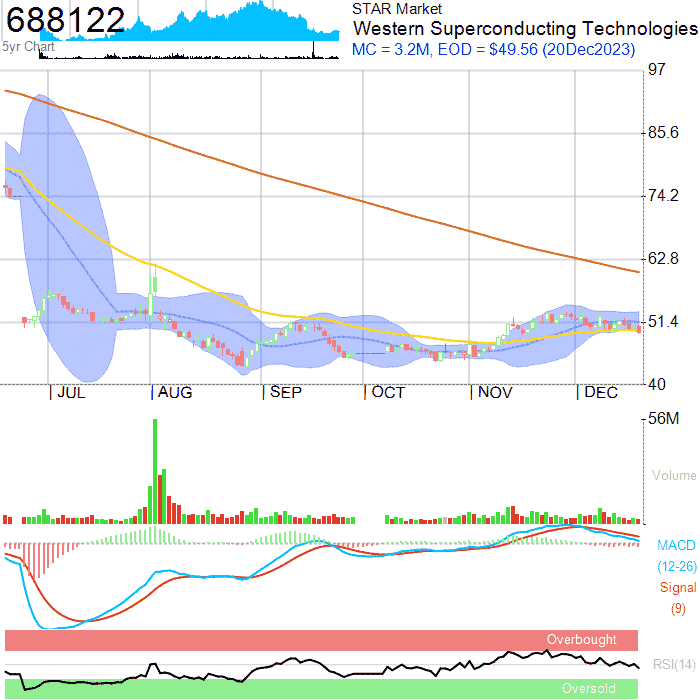 688122
5yr Chart
STAR Market
Western Superconducting Technologies
MC = 3.2M, EOD = $49.56 (20Dec2023)
97
85.6
74.2
62.8
51.4
40
JUL AUG SEP OCT NOV DEC
56M
Volume
MACD
(12-26)
Signal
(9)
Overbought
RSI(14)
Oversold